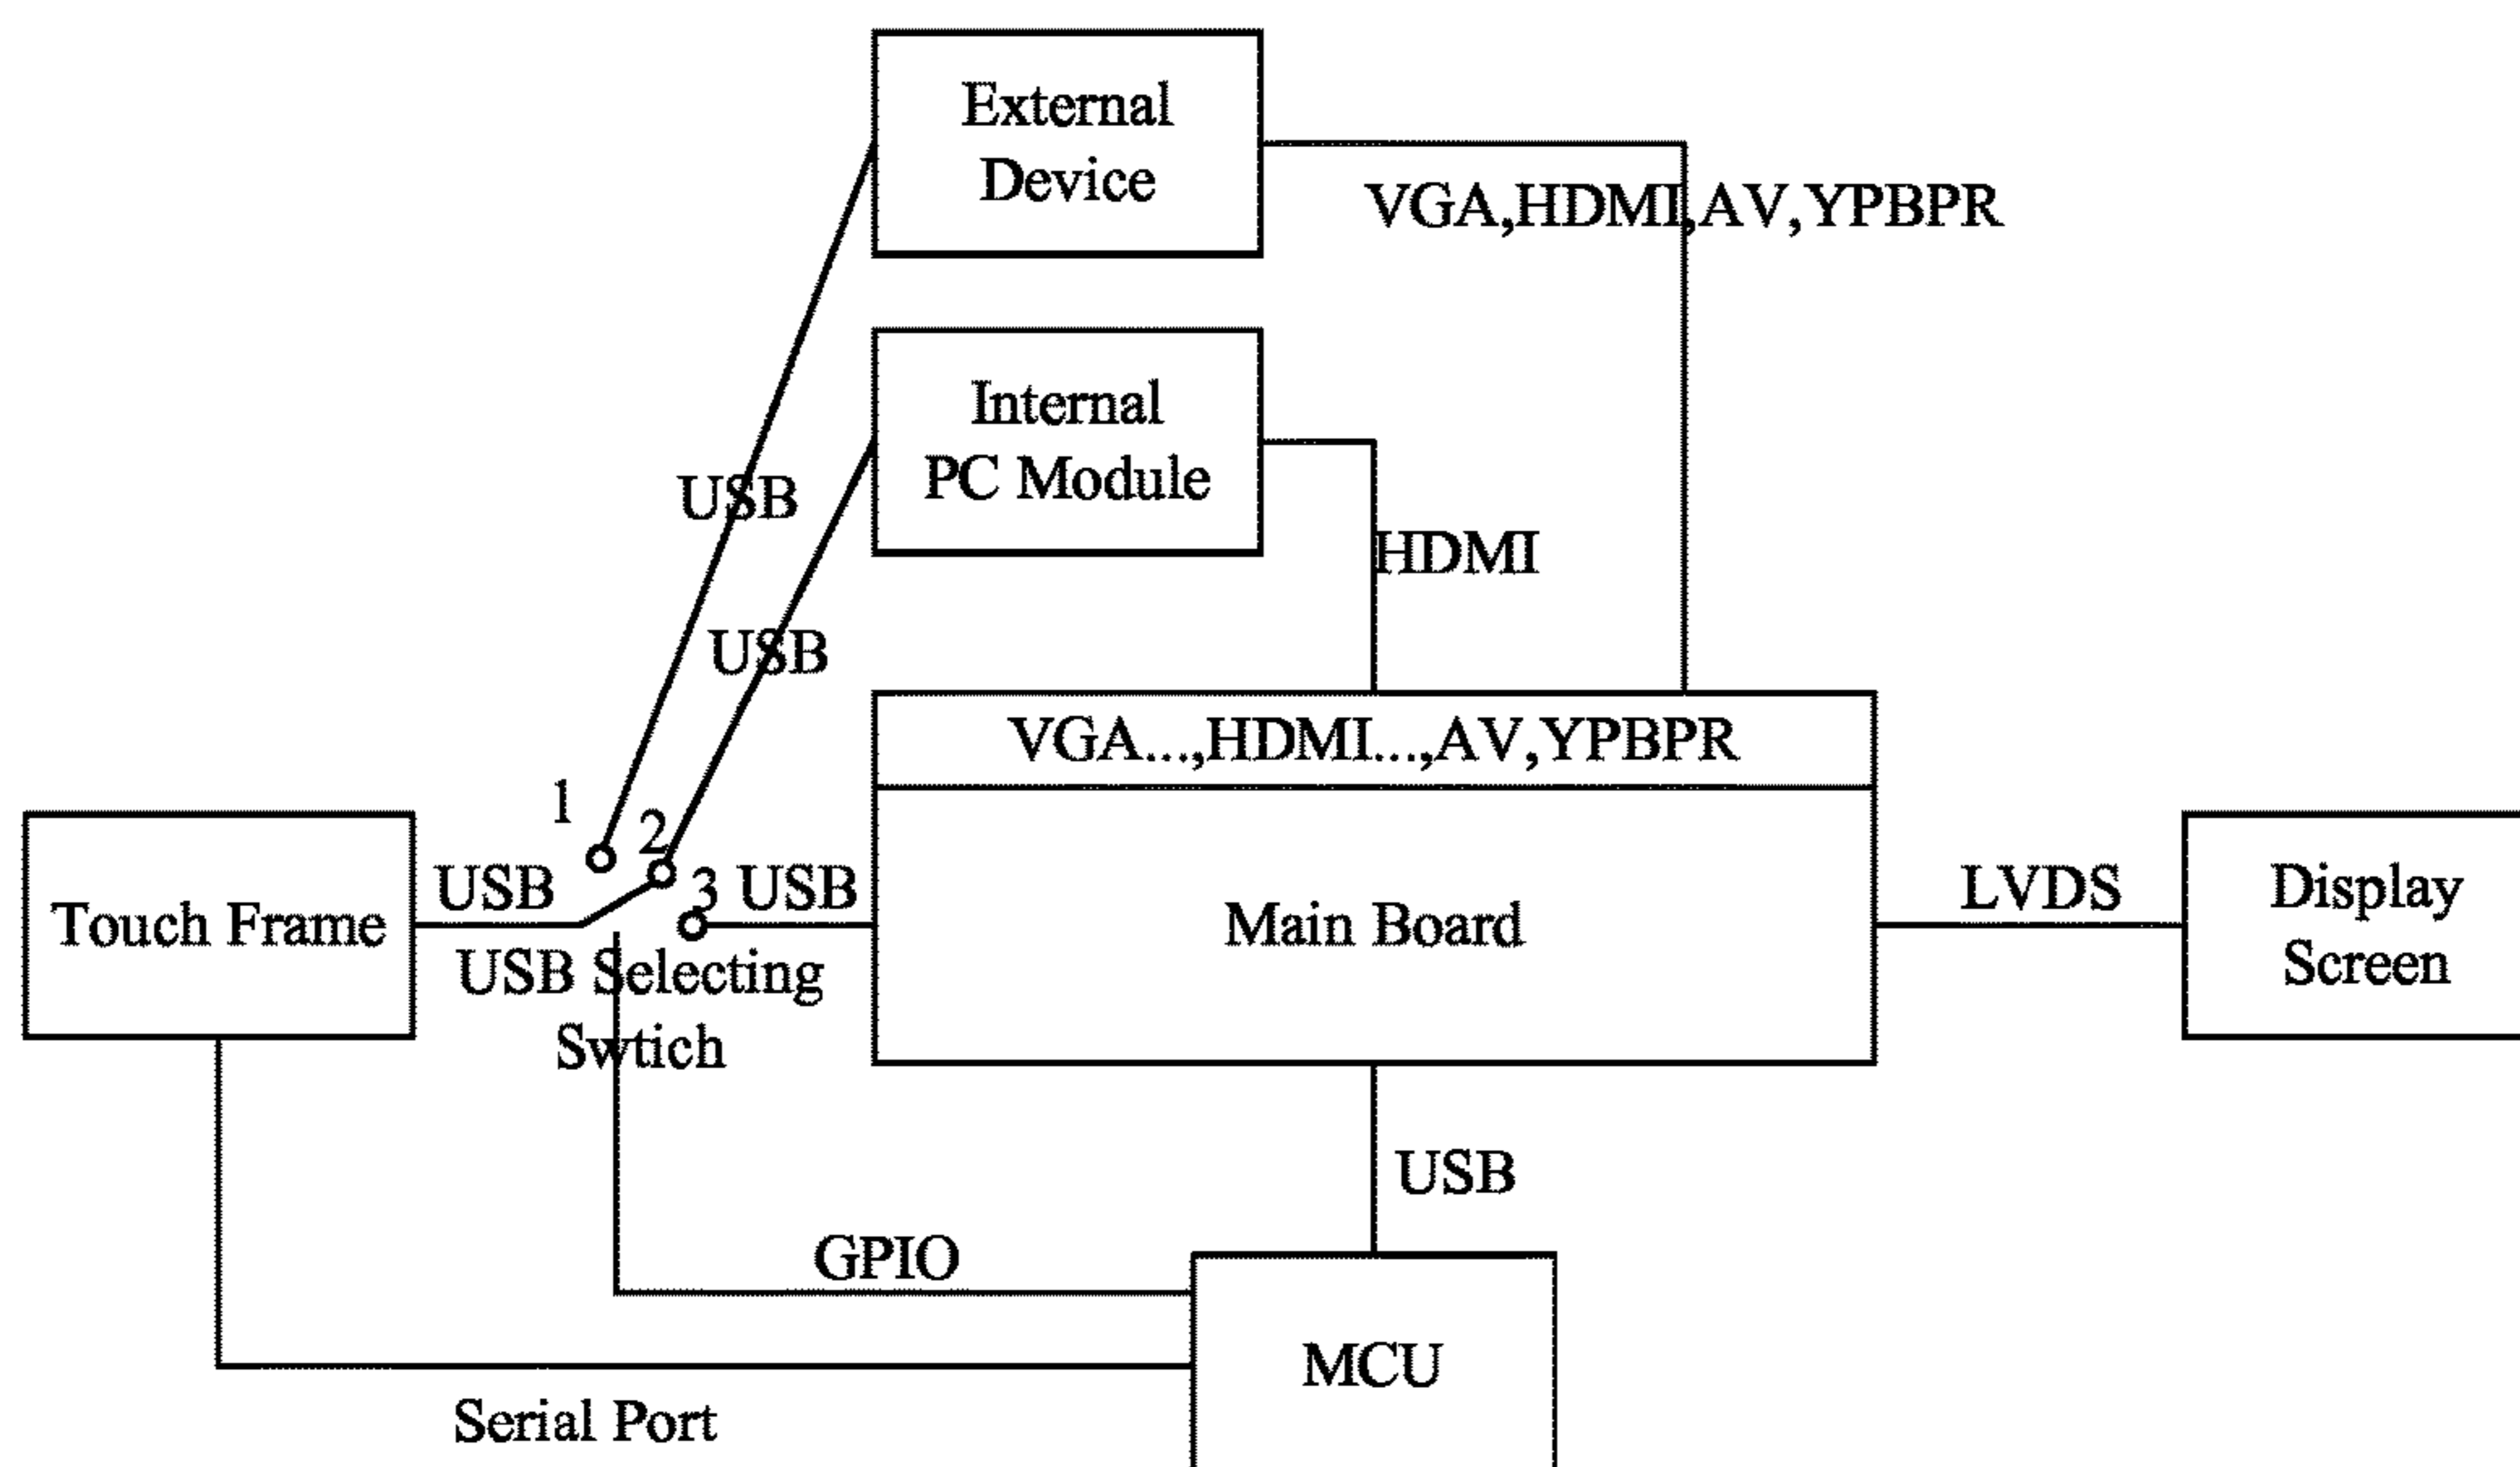 External
Device
VGA,HDMI,AV,YPBPR
Internal
PC Module
USB
HDMI
USB
VGA...,HDMI...,AV,YPBPR
1
2
3
Touch Frame
USB
USB
Main Board
LVDS
Display
Screen
USB Selecting
Swtich
USB
GPIO
MCU
Serial Port